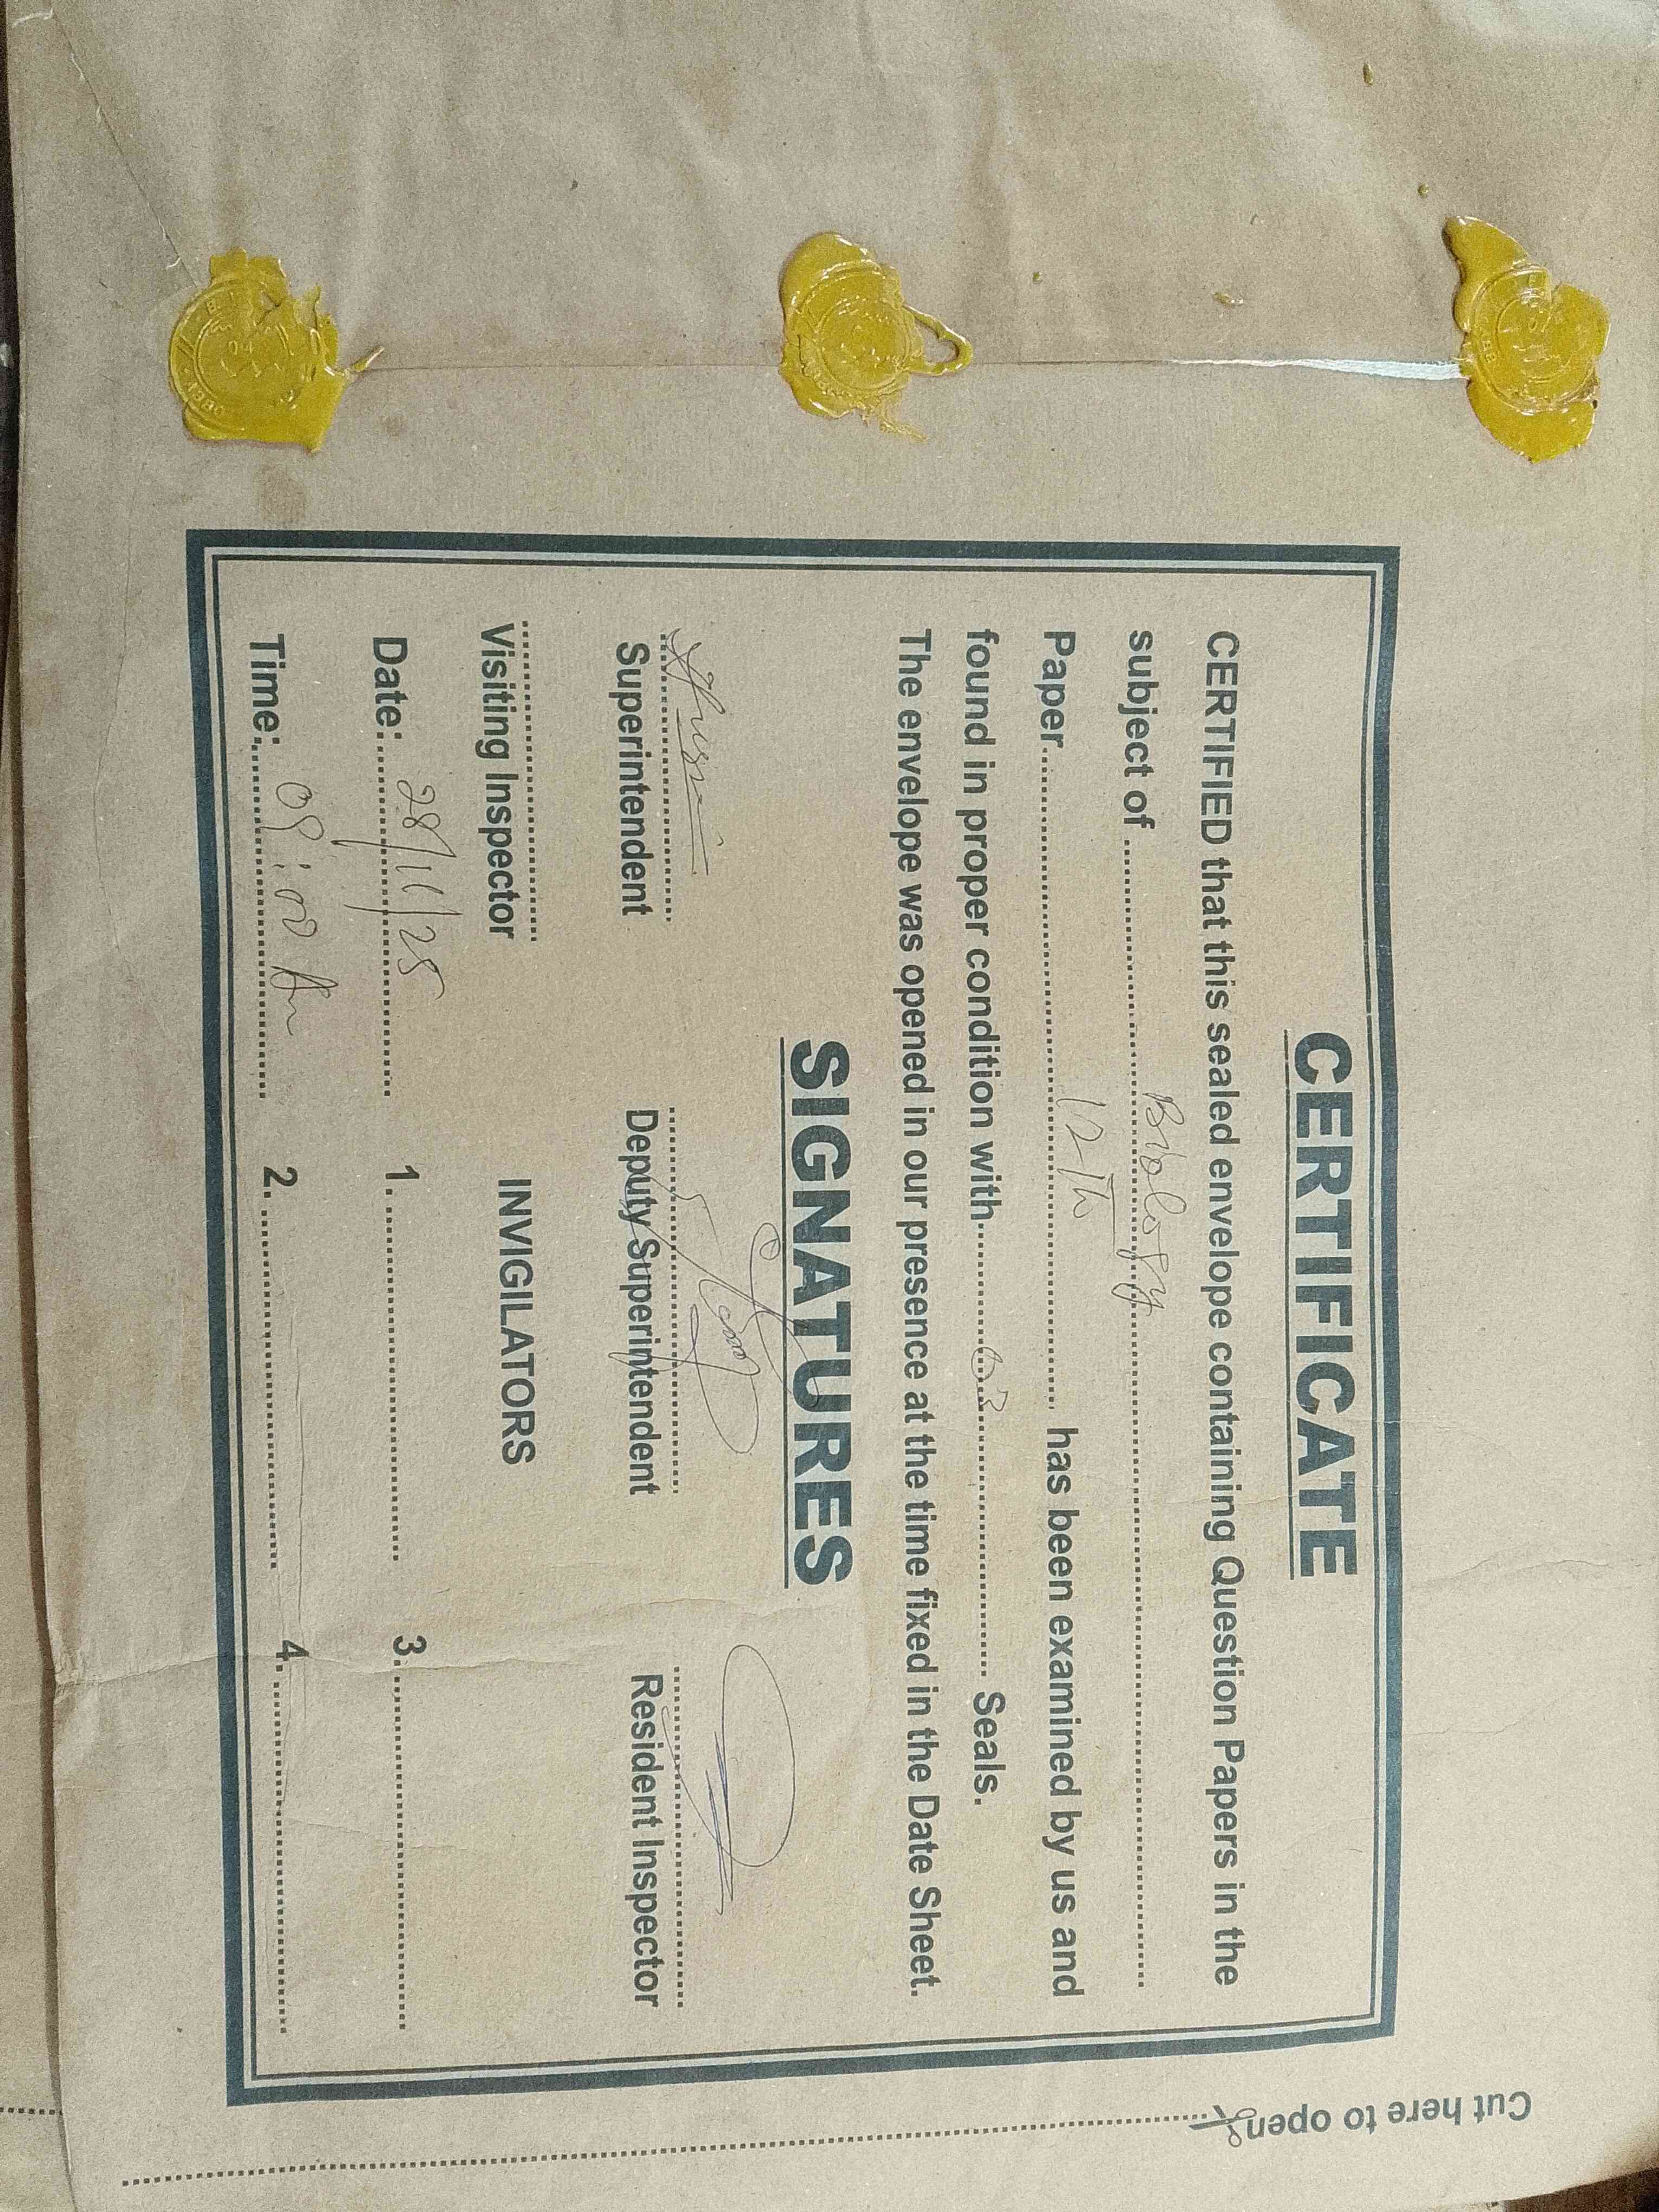 CERTIFICATE
CERTIFIED that this sealed envelope containing Question Papers in the
subject of ........ Biology ........
Paper ........ 12th ........ has been examined by us and
found in proper condition with ........ 03 ........ Seals.
The envelope was opened in our presence at the time fixed in the Date Sheet.
SIGNATURES
Superintendent Deputy Superintendent Resident Inspector
Visiting Inspector INVIGILATORS
Date: 28/11/25 1. ........ 3. ........
Time: 09:00 Am 2. ........ 4. ........
Cut here to open